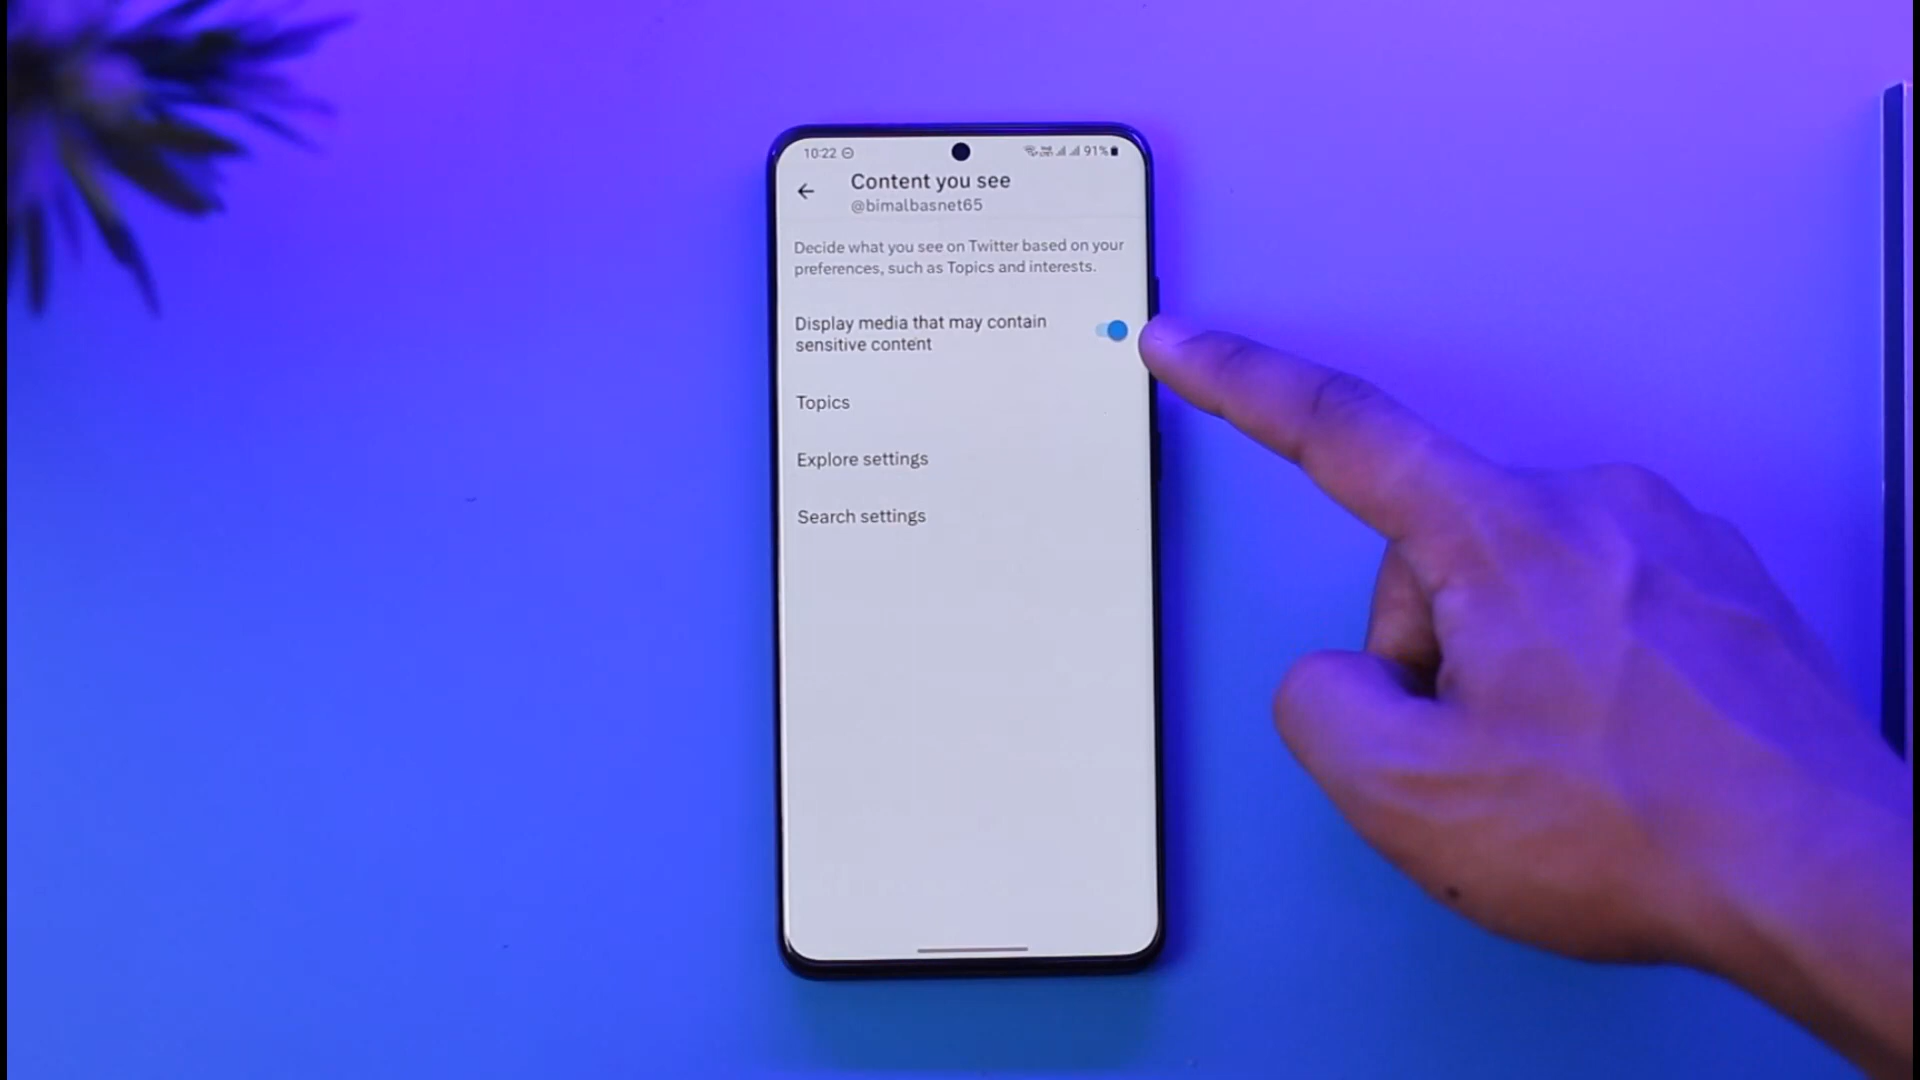 10:22
91%
Content you see
@bimalbasnet65
Decide what you see on Twitter based on your
preferences, such as Topics and interests.
Display media that may contain
sensitive content
Topics
Explore settings
Search settings